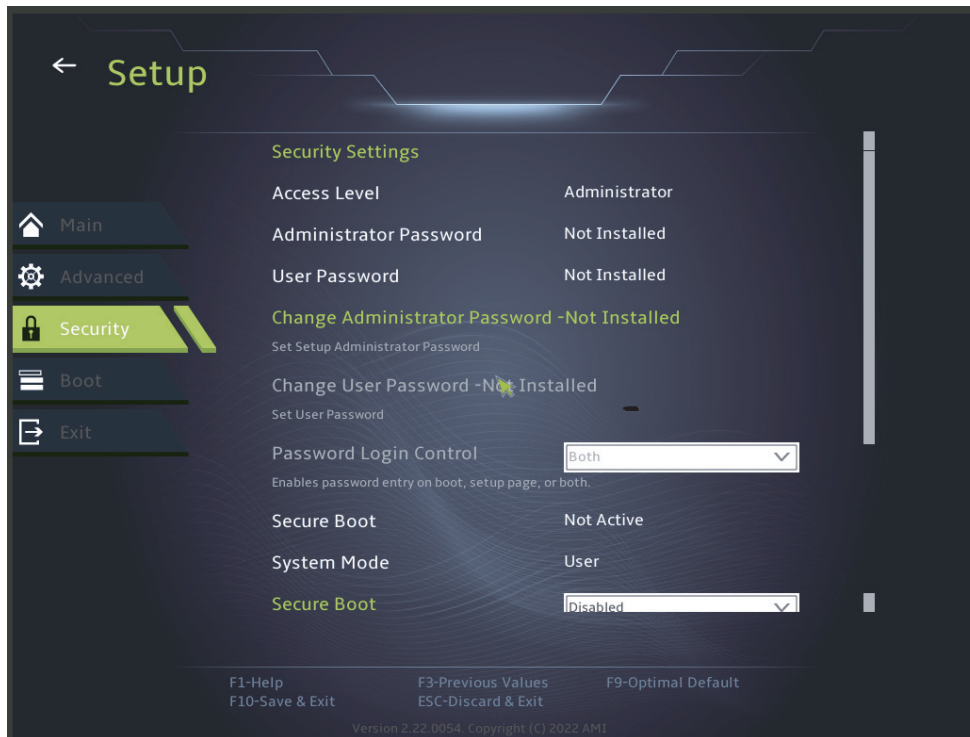 Setup
Security Settings
Access Level Administrator
Administrator Password Not Installed
User Password Not Installed
Change Administrator Password -Not Installed
Set Setup Administrator Password
Change User Password -Not Installed
Set User Password
Password Login Control Both
Enables password entry on boot, setup page, or both.
Secure Boot Not Active
System Mode User
Secure Boot Disabled
Main
Advanced
Security
Boot
Exit
F1-Help F3-Previous Values F9-Optimal Default
F10-Save & Exit ESC-Discard & Exit
Version 2.22.0054. Copyright (C) 2022 AMI